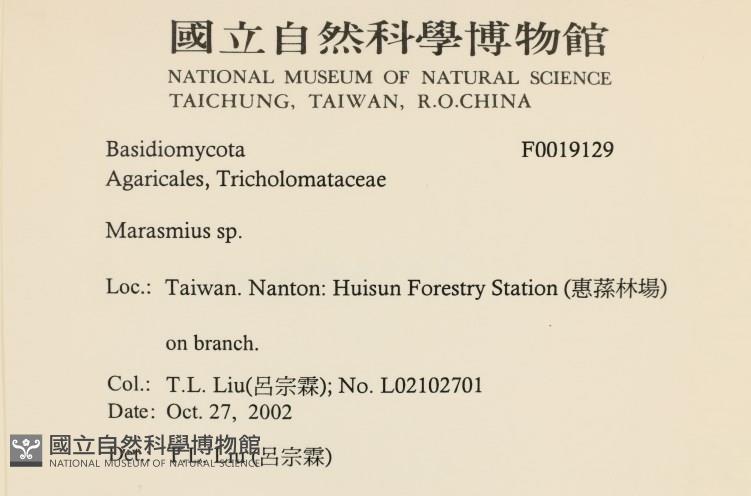 國立自然科學博物館
NATIONAL MUSEUM OF NATURAL SCIENCE
TAICHUNG, TAIWAN, R.O.CHINA
Basidiomycota F0019129
Agaricales, Tricholomataceae
Marasmius sp.
Loc.: Taiwan. Nanton: Huisun Forestry Station (惠蓀林場)
on branch.
Col.: T.L. Liu(呂宗霖); No. L02102701
Date: Oct. 27, 2002
Det.: T.L. Liu (呂宗霖)
國立自然科學博物館
NATIONAL MUSEUM OF NATURAL SCIENCE